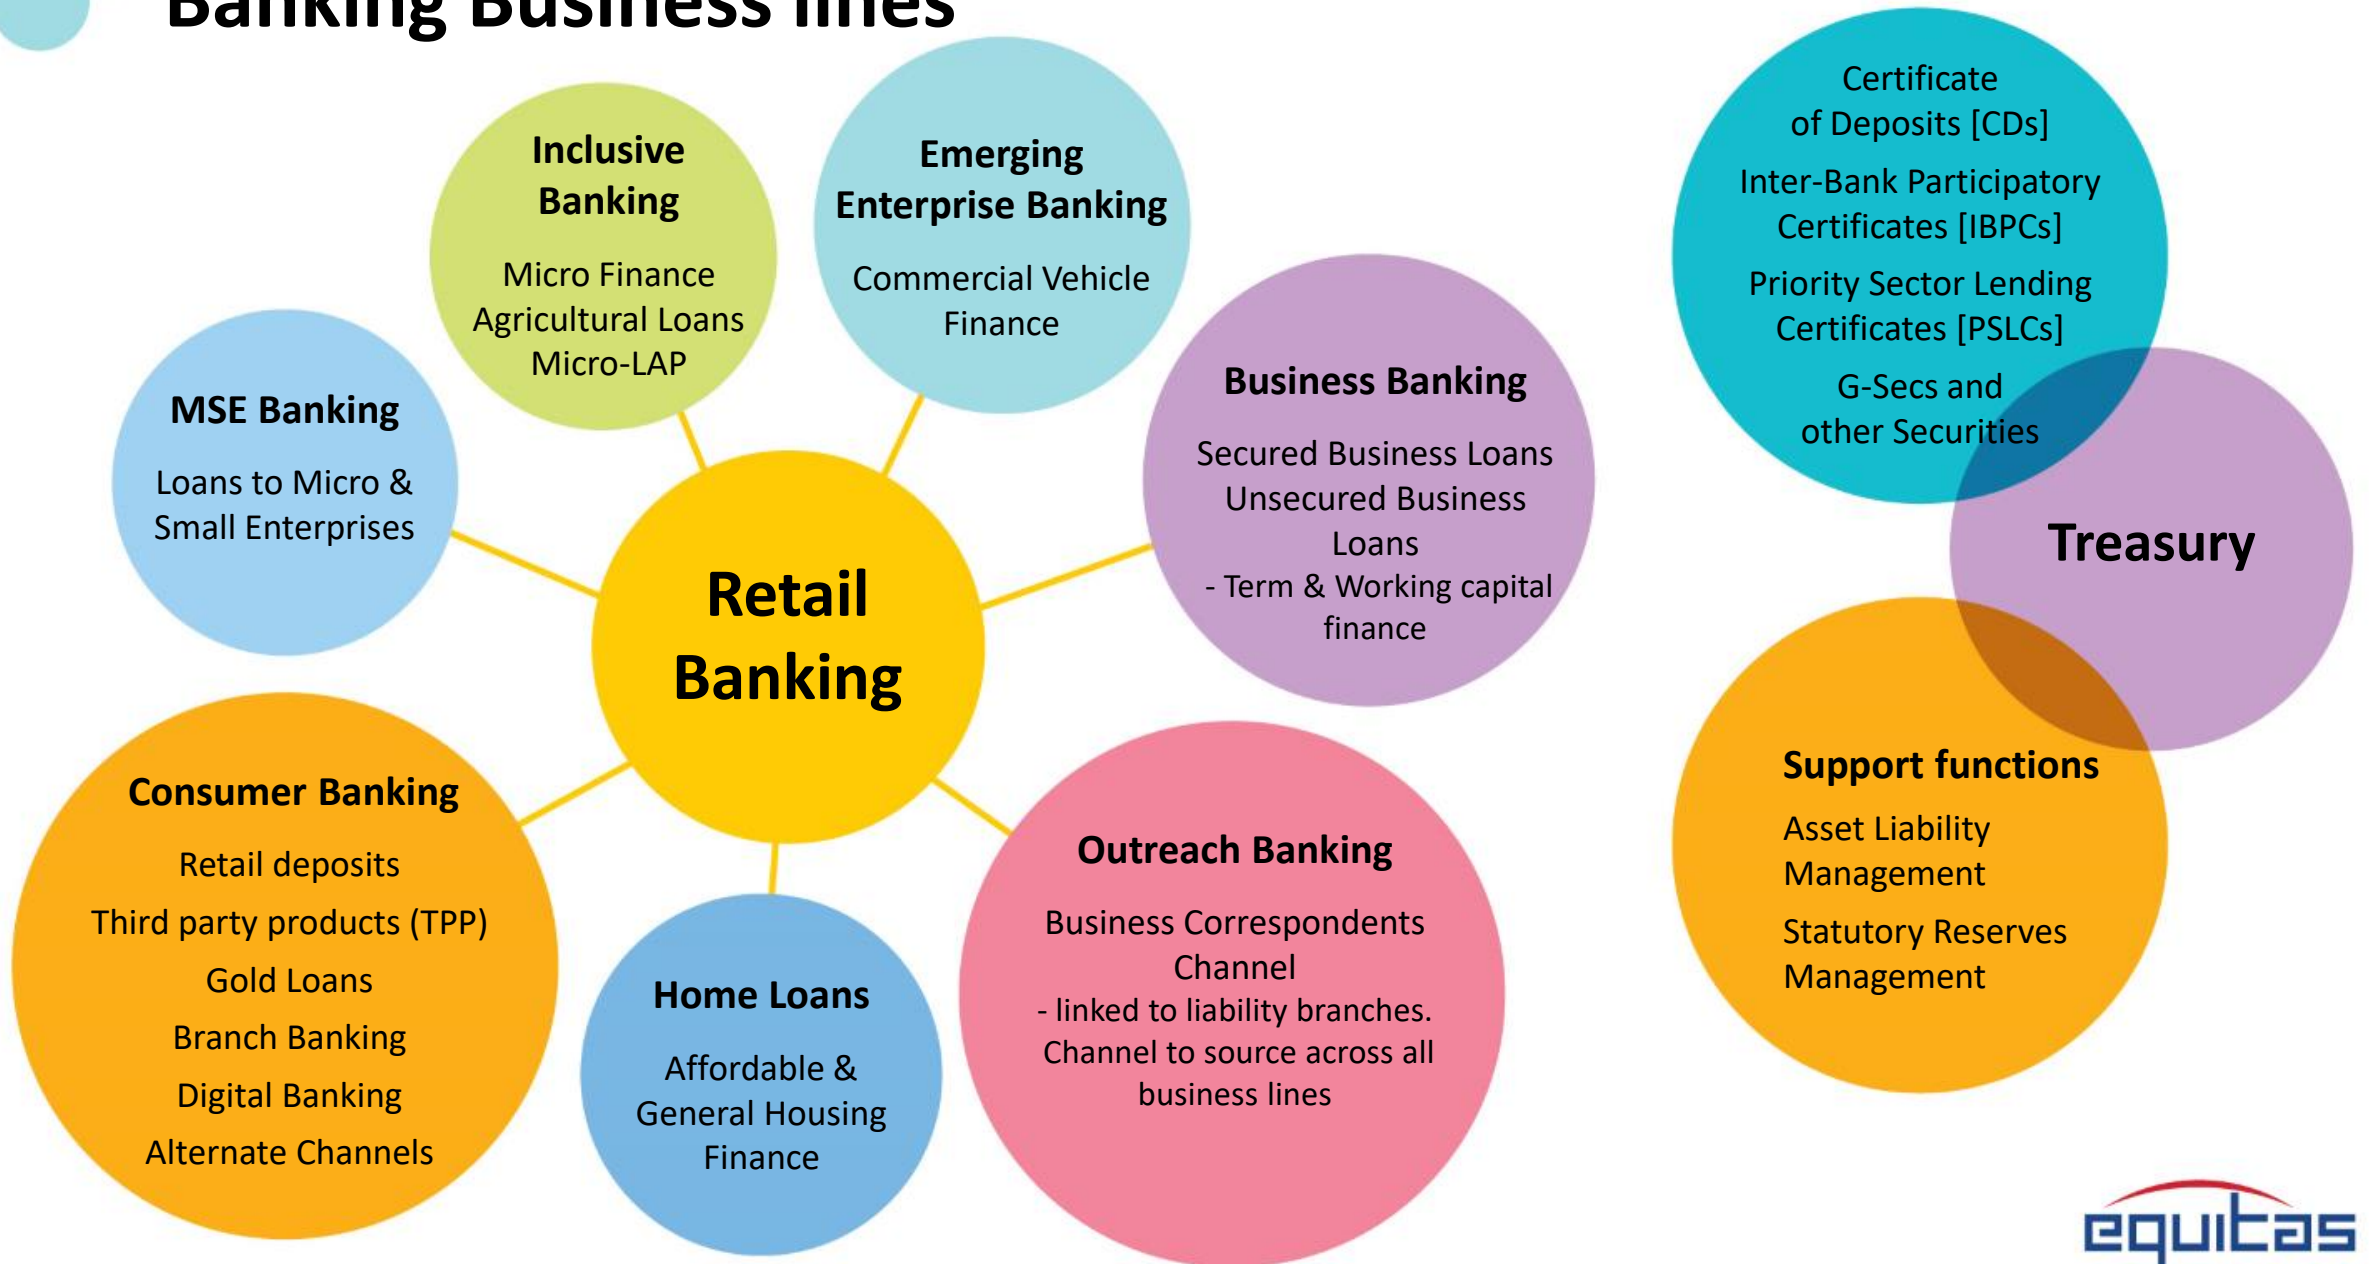 Banking Business lines
Inclusive
Banking
Micro Finance
Agricultural Loans
Micro-LAP
Emerging
Enterprise Banking
Commercial Vehicle
Finance
MSE Banking
Loans to Micro &
Small Enterprises
Business Banking
Secured Business Loans
Unsecured Business
Loans
- Term & Working capital
finance
Retail
Banking
Consumer Banking
Retail deposits
Third party products (TPP)
Gold Loans
Branch Banking
Digital Banking
Alternate Channels
Home Loans
Affordable &
General Housing
Finance
Outreach Banking
Business Correspondents
Channel
- linked to liability branches.
Channel to source across all
business lines
Certificate
of Deposits [CDs]
Inter-Bank Participatory
Certificates [IBPCs]
Priority Sector Lending
Certificates [PSLCs]
G-Secs and
other Securities
Treasury
Support functions
Asset Liability
Management
Statutory Reserves
Management
equitas